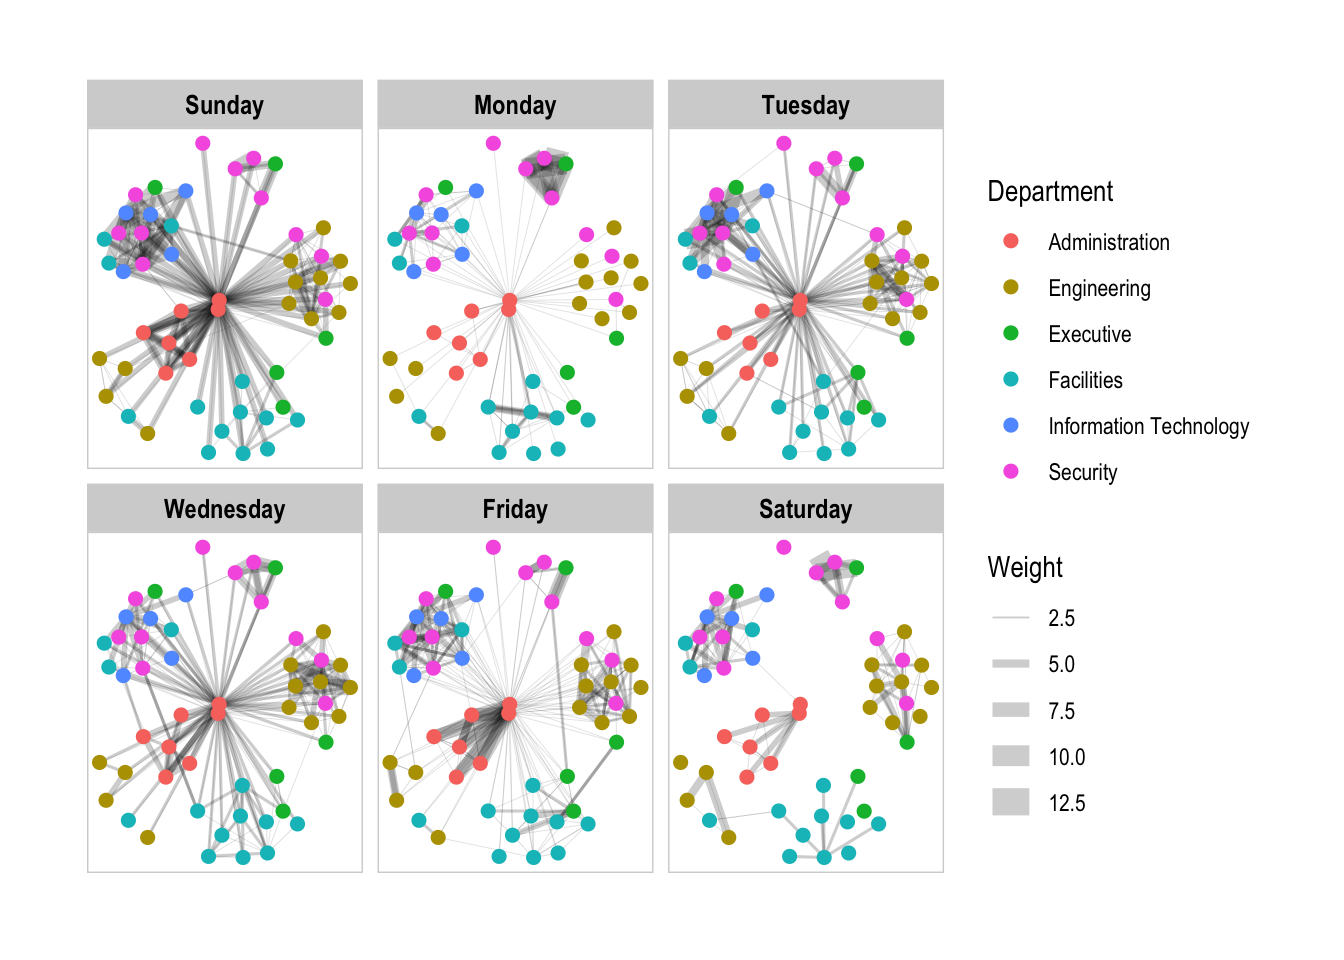 Sunday
Monday
Tuesday
Wednesday
Friday
Saturday
Department
Administration
Engineering
Executive
Facilities
Information Technology
Security
Weight
2.5
5.0
7.5
10.0
12.5